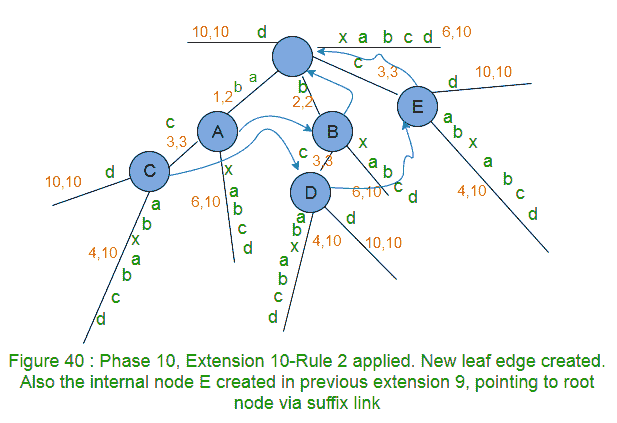 10,10 d x a b c d 6,10
c 3,3
a b 1,2
b 2,2
d 10,10
E
A B
c 3,3
a b x a b c d 4,10
C
d 10,10
x a b c d 6,10
c 3,3
x a b c d 6,10
D
a b x a b c d 4,10
a b x a b c d 4,10
d 10,10
Figure 40 : Phase 10, Extension 10-Rule 2 applied. New leaf edge created.
Also the internal node E created in previous extension 9, pointing to root
node via suffix link